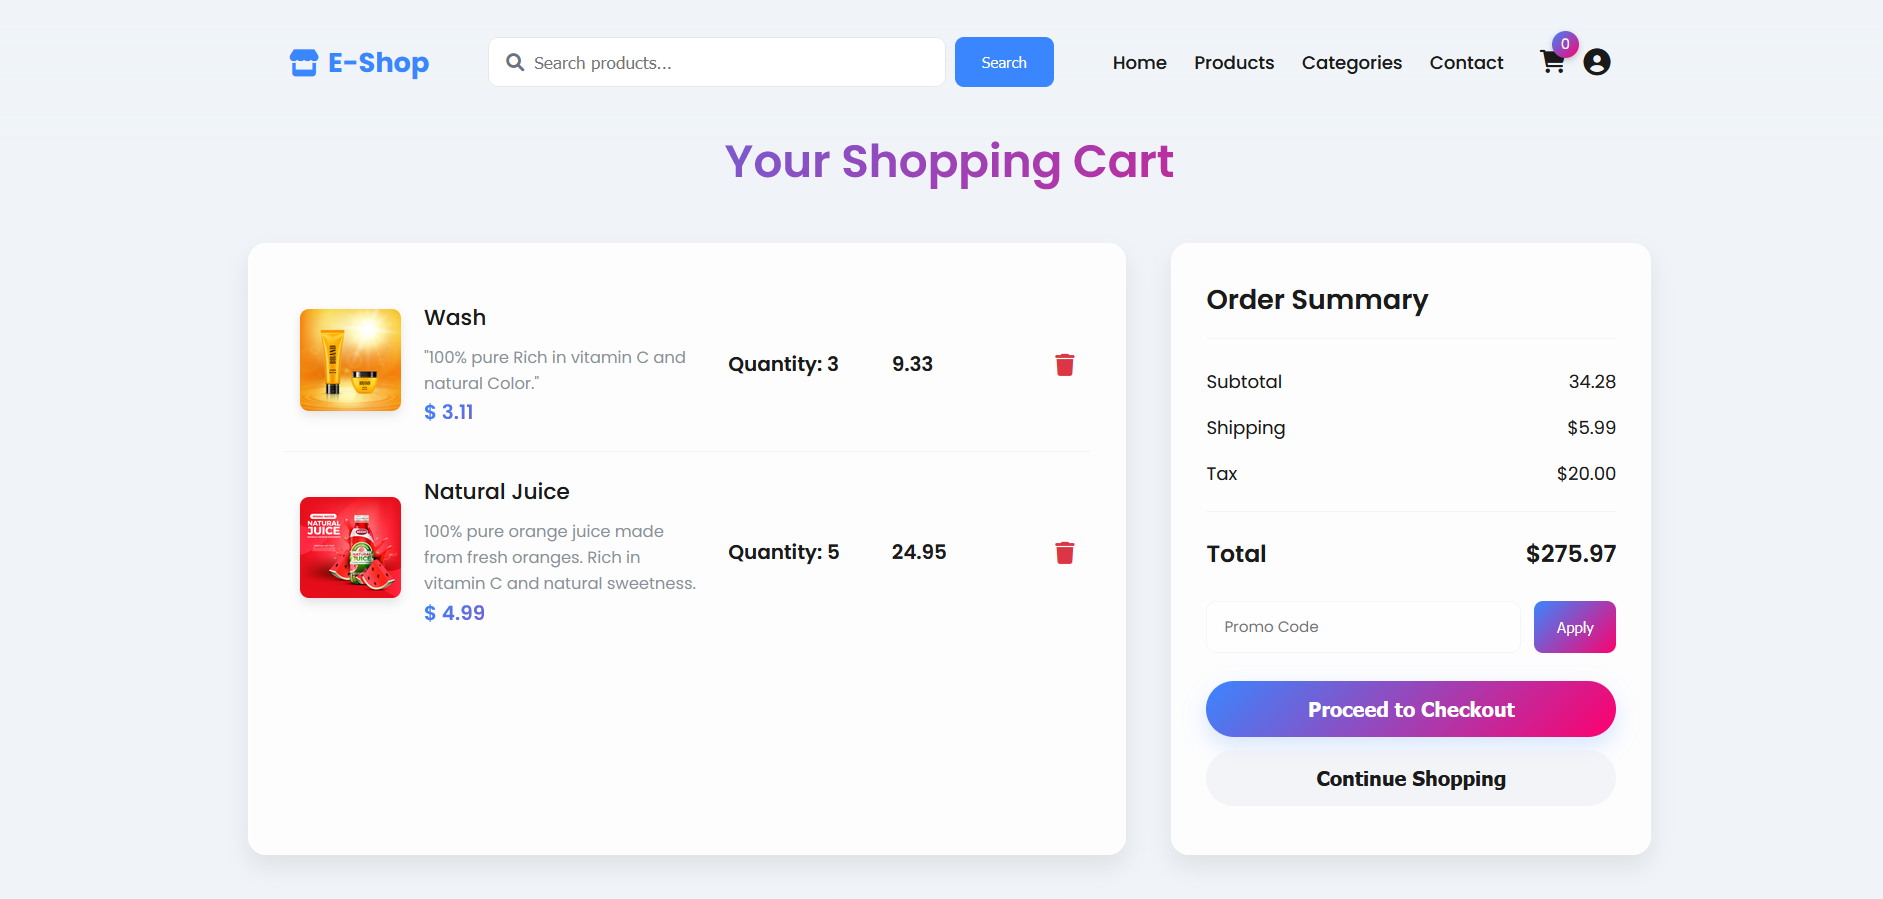 E-Shop
Search products...
Search
Home
Products
Categories
Contact
0
Your Shopping Cart
BRAND
Wash
"100% pure Rich in vitamin C and
natural Color."
$ 3.11
Quantity: 3
9.33
NATURAL
JUICE
Natural Juice
100% pure orange juice made
from fresh oranges. Rich in
vitamin C and natural sweetness.
$ 4.99
Quantity: 5
24.95
Order Summary
Subtotal 34.28
Shipping $5.99
Tax $20.00
Total $275.97
Promo Code
Apply
Proceed to Checkout
Continue Shopping